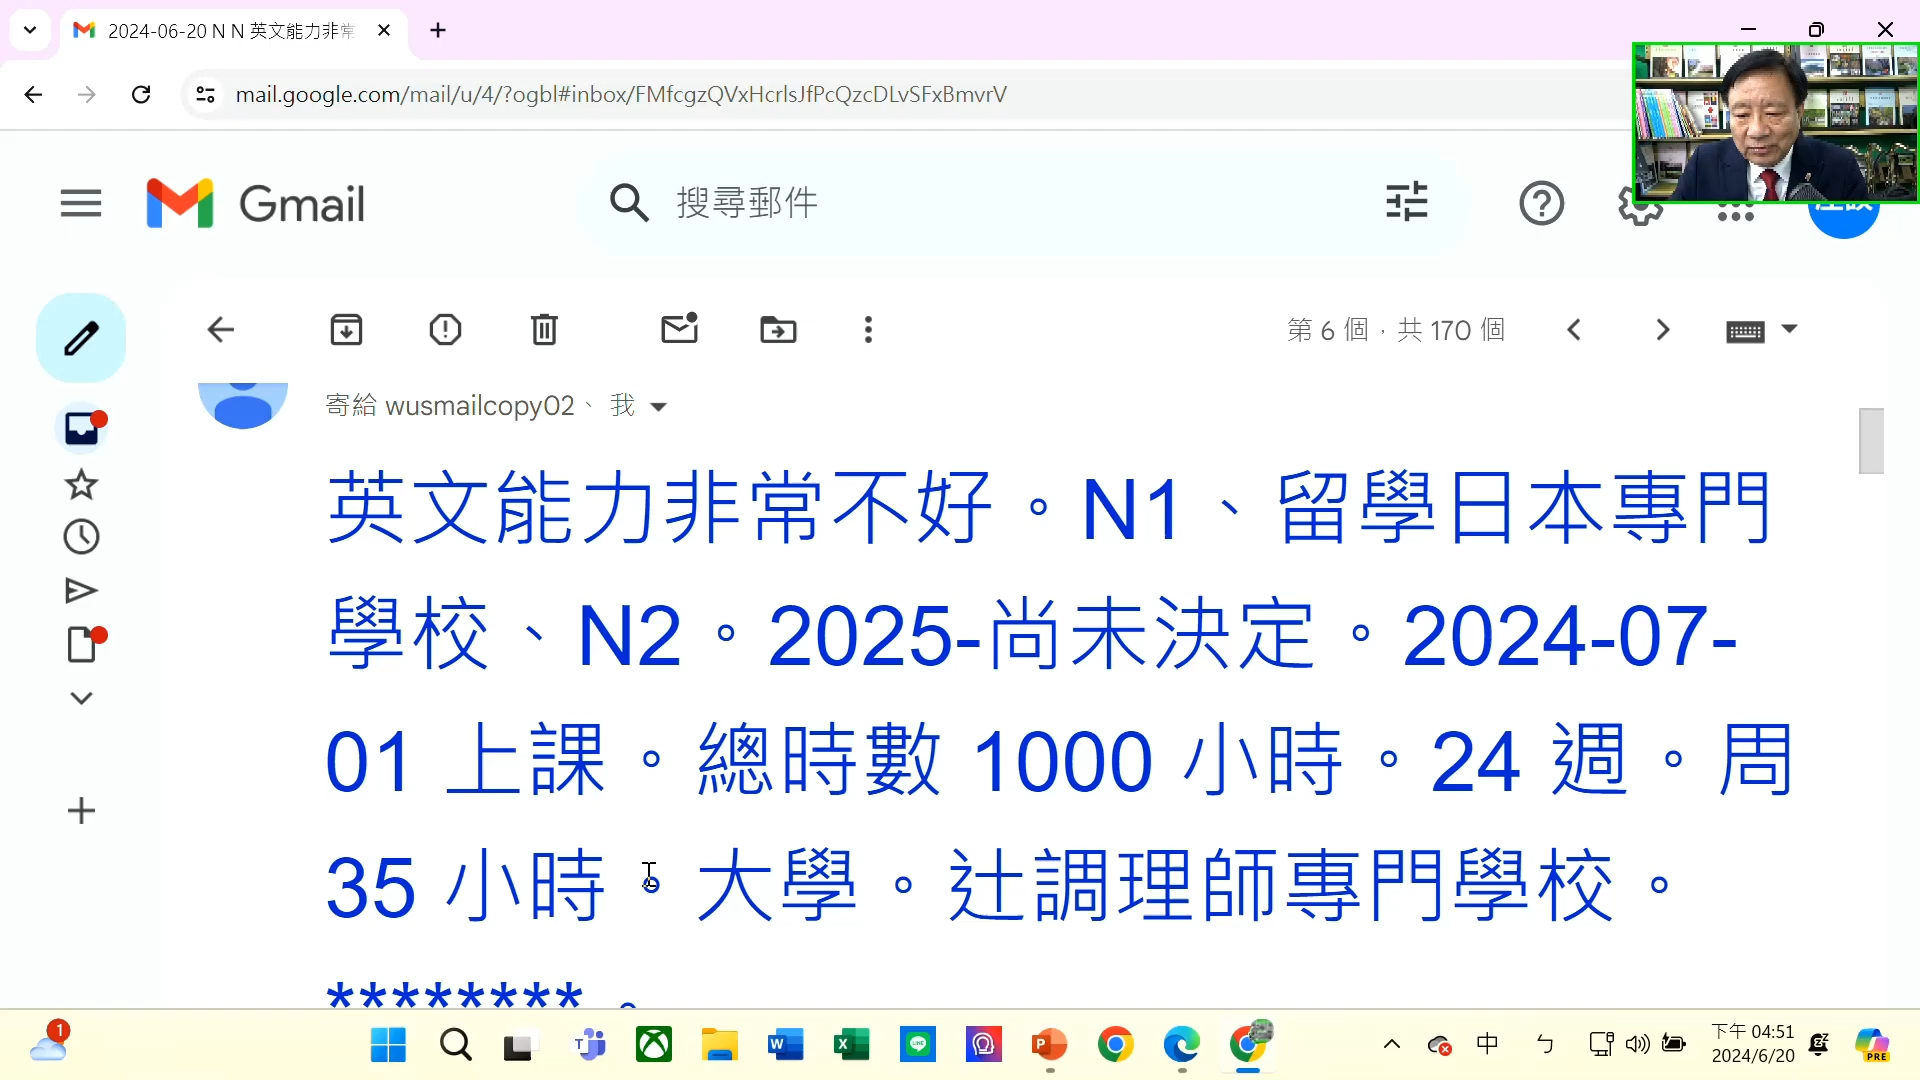 2024-06-20 N N 英文能力非常
mail.google.com/mail/u/4/?ogbl#inbox/FMfcgzQVxHcrlsJfPcQzcDLvSFxBmvrV
Gmail
搜尋郵件
第 6 個，共 170 個
寄給 wusmailcopy02、 我
英文能力非常不好。N1、留學日本專門
學校、N2。2025-尚未決定。2024-07-
01 上課。總時數 1000 小時。24 週。周
35 小時。大學。辻調理師專門學校。
********。
1
中
ㄅ
下午 04:51
2024/6/20
PRE